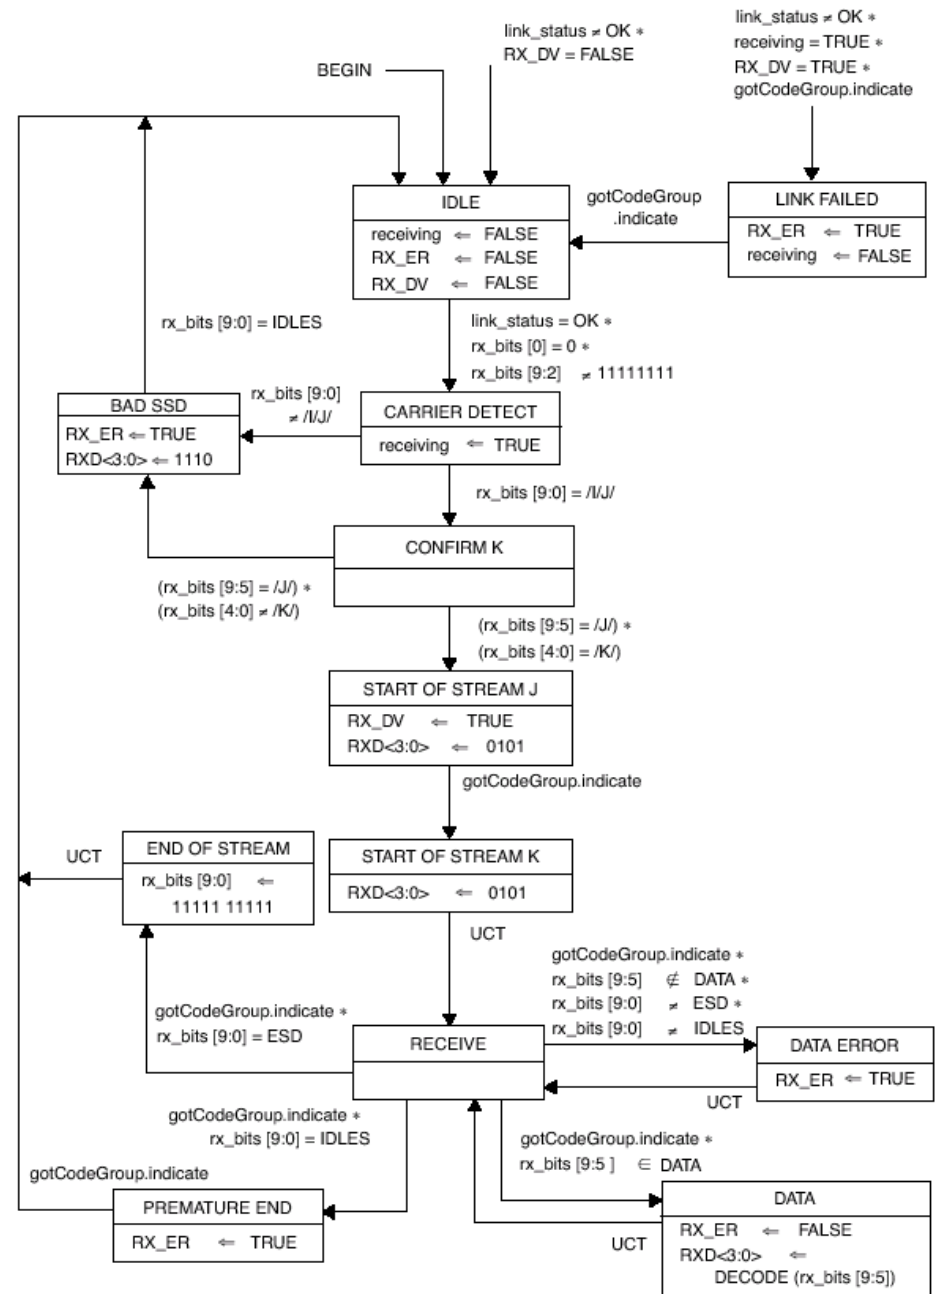 link_status ≠ OK ∗
RX_DV = FALSE
link_status ≠ OK ∗
receiving = TRUE ∗
RX_DV = TRUE ∗
gotCodeGroup.indicate
BEGIN
IDLE
receiving ⇐ FALSE
RX_ER ⇐ FALSE
RX_DV ⇐ FALSE
gotCodeGroup
.indicate
LINK FAILED
RX_ER ⇐ TRUE
receiving ⇐ FALSE
rx_bits [9:0] = IDLES
link_status = OK ∗
rx_bits [0] = 0 ∗
rx_bits [9:2] ≠ 11111111
BAD SSD
RX_ER ⇐ TRUE
RXD<3:0> ⇐ 1110
rx_bits [9:0]
≠ /I/J/
CARRIER DETECT
receiving ⇐ TRUE
rx_bits [9:0] = /I/J/
CONFIRM K
(rx_bits [9:5] = /J/) ∗
(rx_bits [4:0] ≠ /K/)
(rx_bits [9:5] = /J/) ∗
(rx_bits [4:0] = /K/)
START OF STREAM J
RX_DV ⇐ TRUE
RXD<3:0> ⇐ 0101
gotCodeGroup.indicate
UCT
END OF STREAM
rx_bits [9:0] ⇐
11111 11111
START OF STREAM K
RXD<3:0> ⇐ 0101
UCT
gotCodeGroup.indicate ∗
rx_bits [9:5] ∉ DATA ∗
rx_bits [9:0] ≠ ESD ∗
rx_bits [9:0] ≠ IDLES
gotCodeGroup.indicate ∗
rx_bits [9:0] = ESD
RECEIVE
DATA ERROR
RX_ER ⇐ TRUE
UCT
gotCodeGroup.indicate ∗
rx_bits [9:0] = IDLES
gotCodeGroup.indicate ∗
rx_bits [9:5 ] ∈ DATA
gotCodeGroup.indicate
PREMATURE END
RX_ER ⇐ TRUE
UCT
DATA
RX_ER ⇐ FALSE
RXD<3:0> ⇐
DECODE (rx_bits [9:5])